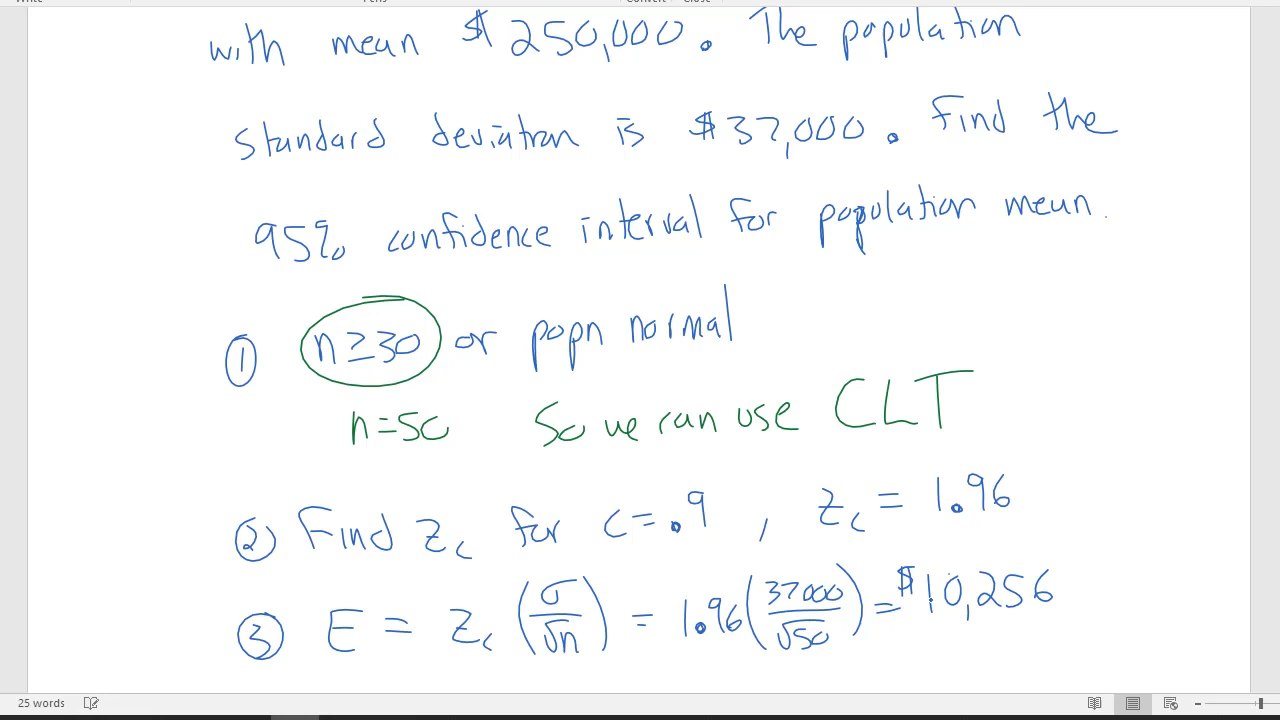 with mean $250,000. The population
standard deviation is $37,000. Find the
95% confidence interval for population mean.
① n ≥ 30 or popn normal
n = 50 So we can use CLT
② Find Zc for c = .9 , Zc = 1.96
③ E = Zc (σ/√n) = 1.96 (37000/√50) = $10,256
25 words